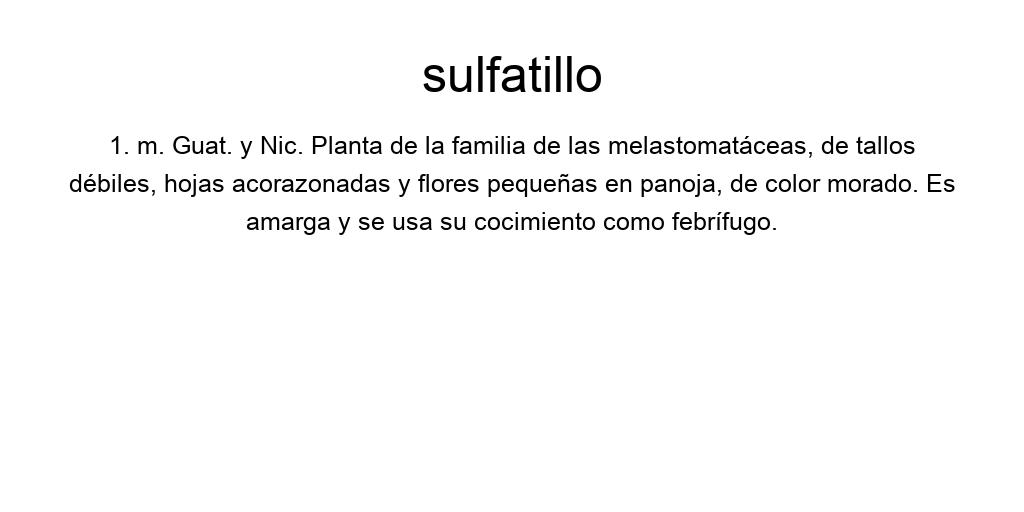 sulfatillo
1. m. Guat. y Nic. Planta de la familia de las melastomatáceas, de tallos
débiles, hojas acorazonadas y flores pequeñas en panoja, de color morado. Es
amarga y se usa su cocimiento como febrífugo.